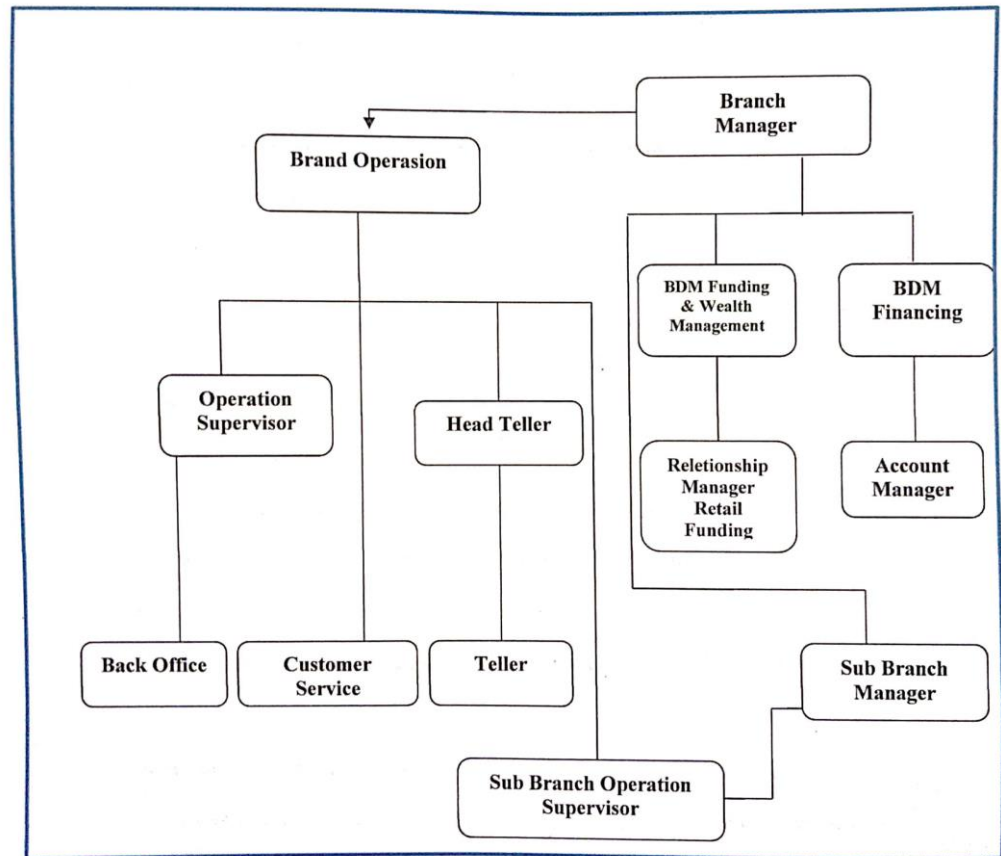 Branch
Manager
Brand Operasion
BDM Funding
& Wealth
Management
BDM
Financing
Operation
Supervisor
Head Teller
Reletionship
Manager
Retail
Funding
Account
Manager
Back Office
Customer
Service
Teller
Sub Branch
Manager
Sub Branch Operation
Supervisor